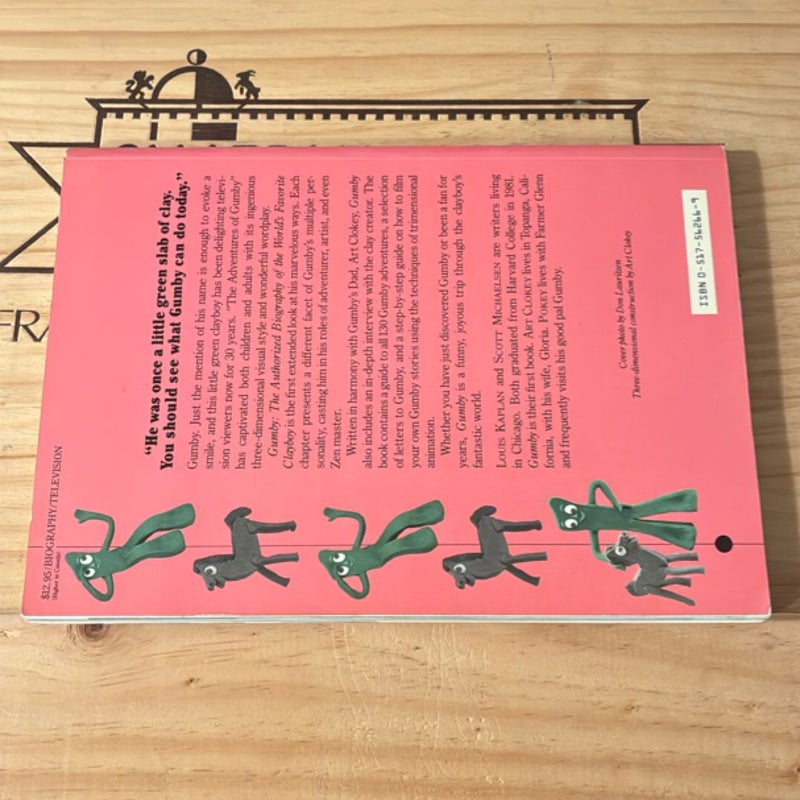 $12.95/BIOGRAPHY/TELEVISION
(Higher in Canada)
“He was once a little green slab of clay.
You should see what Gumby can do today.”
Gumby. Just the mention of his name is enough to evoke a
smile, and this little green clayboy has been delighting televi-
sion viewers now for 30 years. “The Adventures of Gumby”
has captivated both children and adults with its ingenious
three-dimensional visual style and wonderful wordplay.
Gumby: The Authorized Biography of the World's Favorite
Clayboy is the first extended look at his marvelous ways. Each
chapter presents a different facet of Gumby's multiple per-
sonality, casting him in his roles of adventurer, artist, and even
Zen master.
Written in harmony with Gumby's Dad, Art Clokey, Gumby
also includes an in-depth interview with the clay creator. The
book contains a guide to all 130 Gumby adventures, a selection
of letters to Gumby, and a step-by-step guide on how to film
your own Gumby stories using the techniques of trimensional
animation.
Whether you have just discovered Gumby or been a fan for
years, Gumby is a funny, joyous trip through the clayboy's
fantastic world.
LOUIS KAPLAN and SCOTT MICHAELSEN are writers living
in Chicago. Both graduated from Harvard College in 1981.
Gumby is their first book. ART CLOKEY lives in Topanga, Cali-
fornia, with his wife, Gloria. POKEY lives with Farmer Glenn
and frequently visits his good pal Gumby.
Cover photo by Don Lauritzen
Three-dimensional construction by Art Clokey
ISBN 0-517-56266-9
FRA